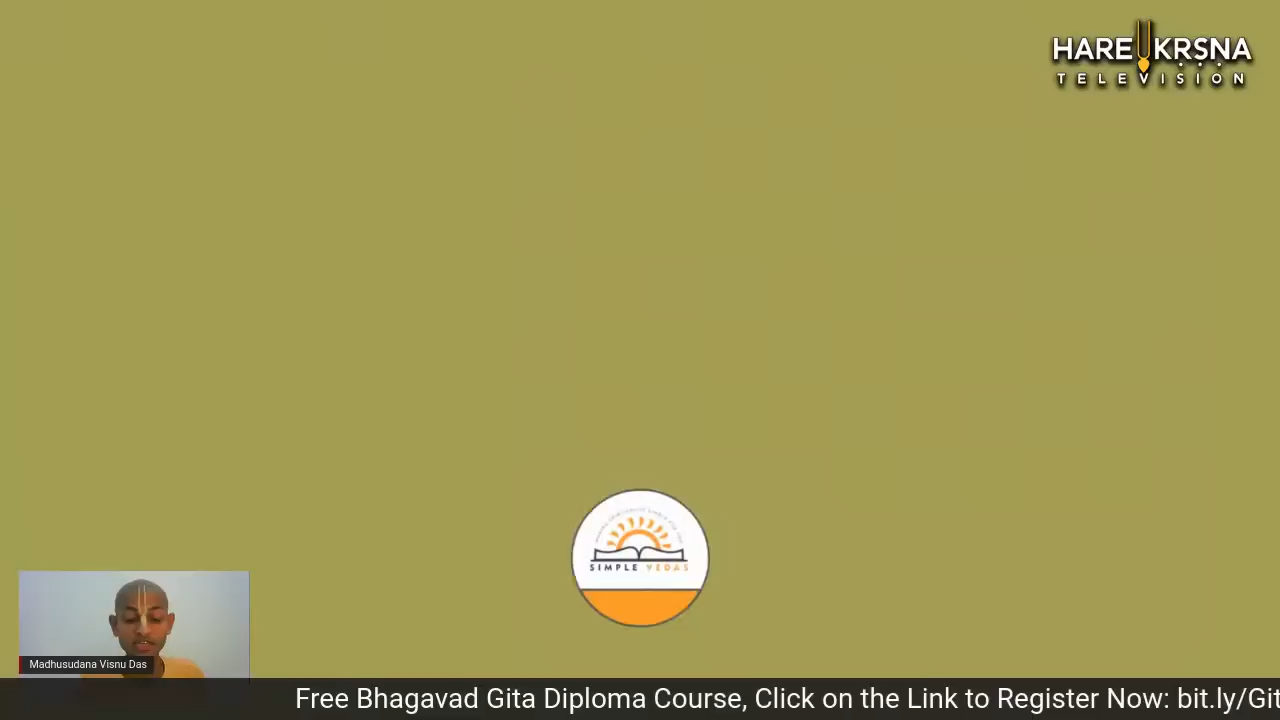 HARE KṚṢṆA
TELEVISION
SIMPLE VEDAS
Madhusudana Visnu Das
Free Bhagavad Gita Diploma Course, Click on the Link to Register Now: bit.ly/Git